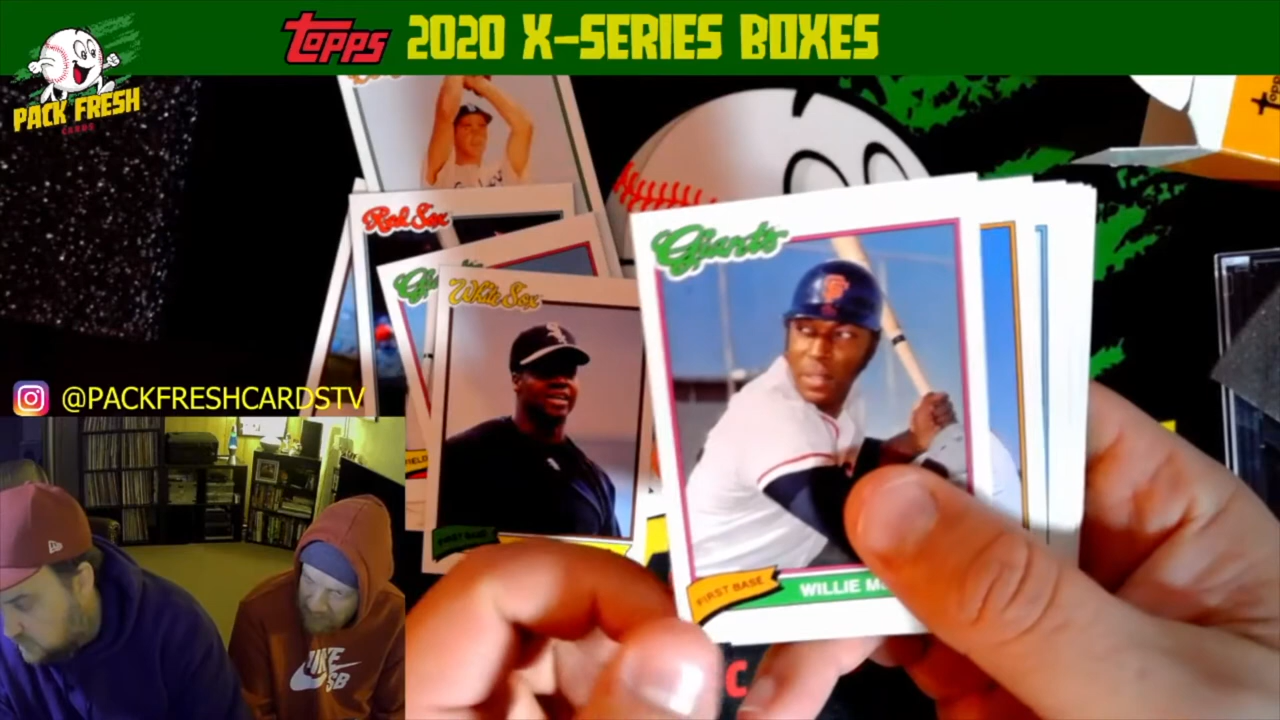 TOPPS 2020 X-SERIES BOXES
PACK FRESH
CARDS
Red Sox
White Sox
Giants
@PACKFRESHCARDSTV
FIRST BASE
WILLIE M
NIKE
SB